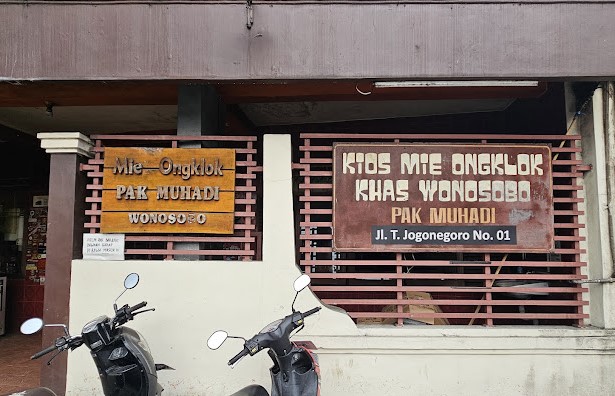 Mie Ongklok
PAK MUHADI
WONOSOBO
KIOS MIE ONGKLOK
KHAS WONOSOBO
PAK MUHADI
Jl. T. Jogonegoro No. 01